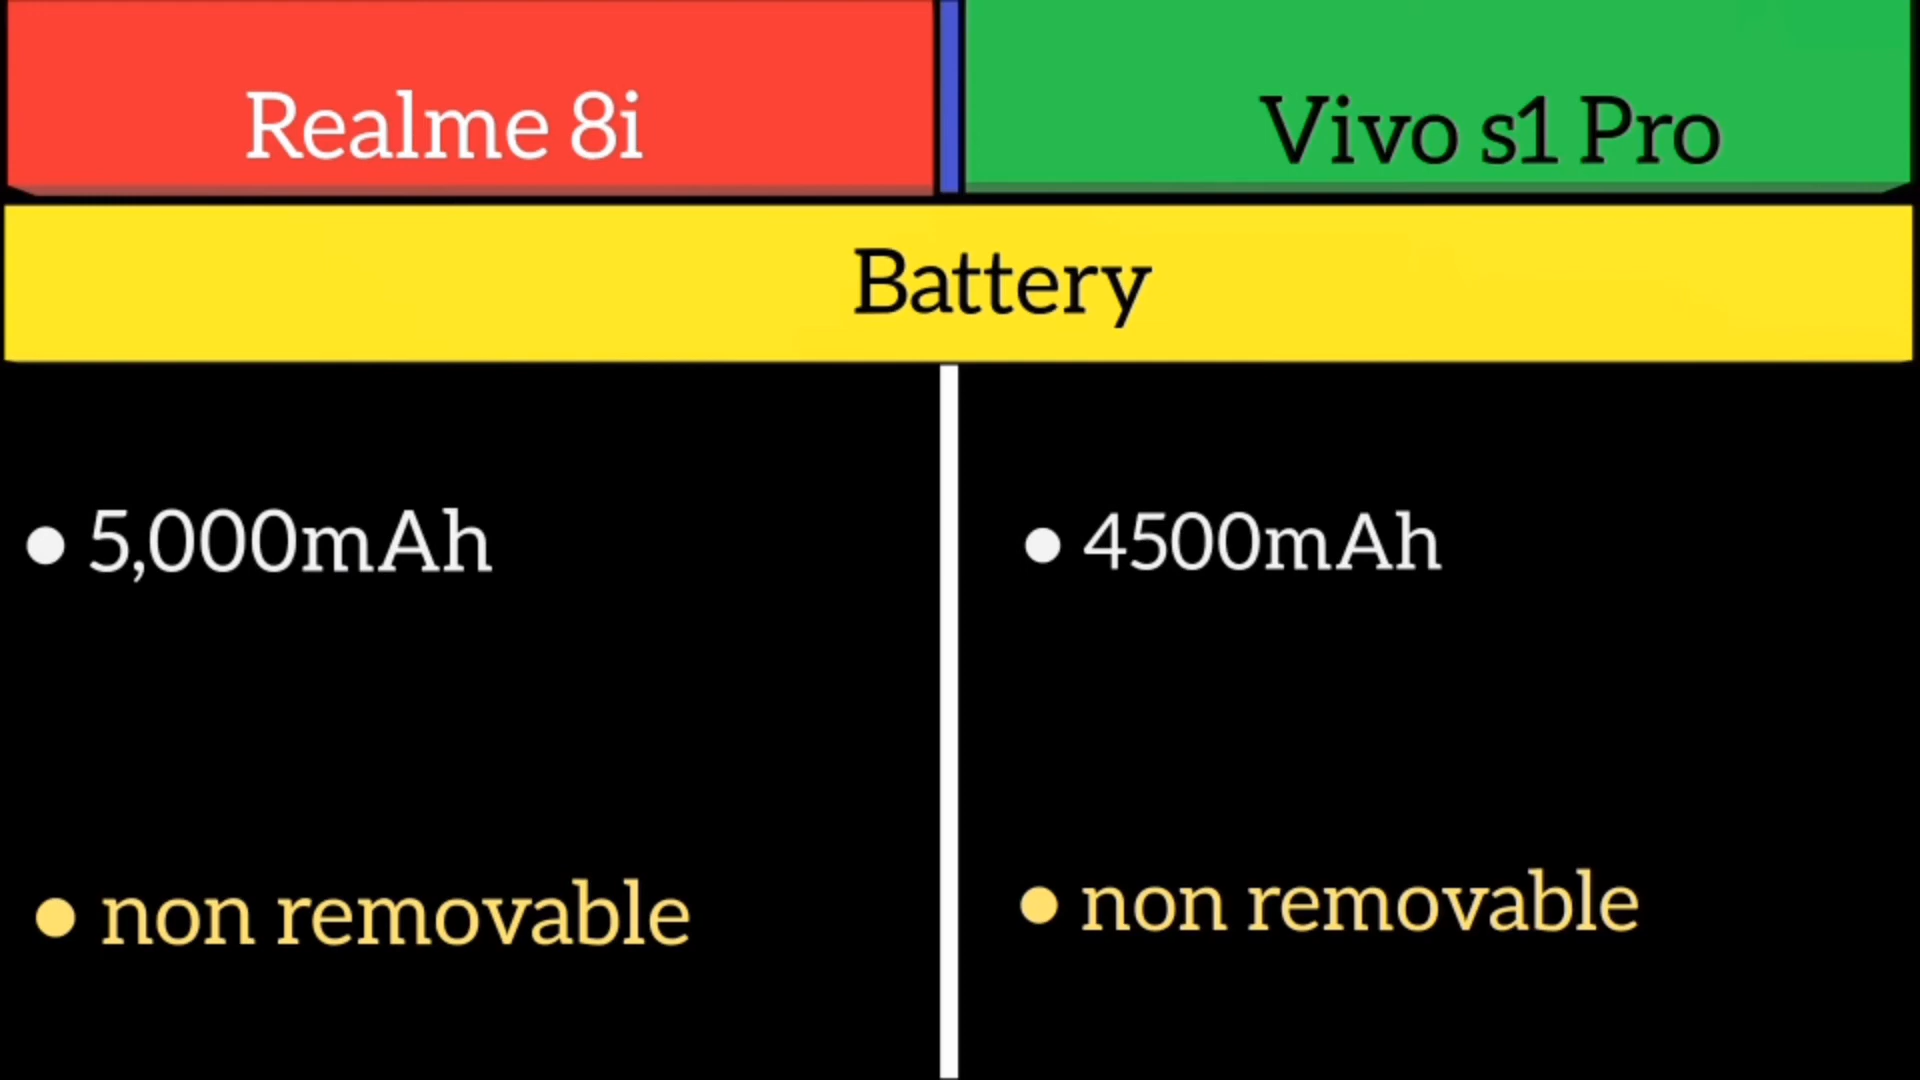 Realme 8i
Vivo s1 Pro
Battery
● 5,000mAh
● 4500mAh
● non removable
● non removable